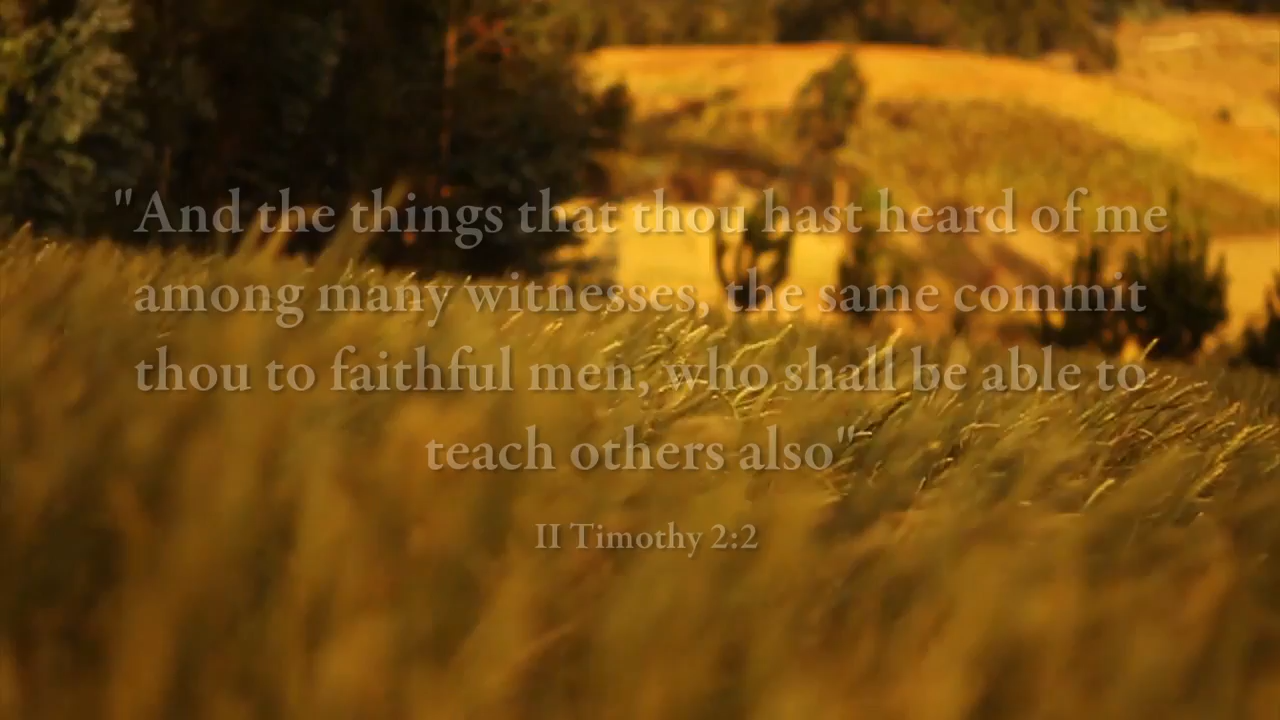 "And the things that thou hast heard of me
among many witnesses, the same commit
thou to faithful men, who shall be able to
teach others also"
II Timothy 2:2